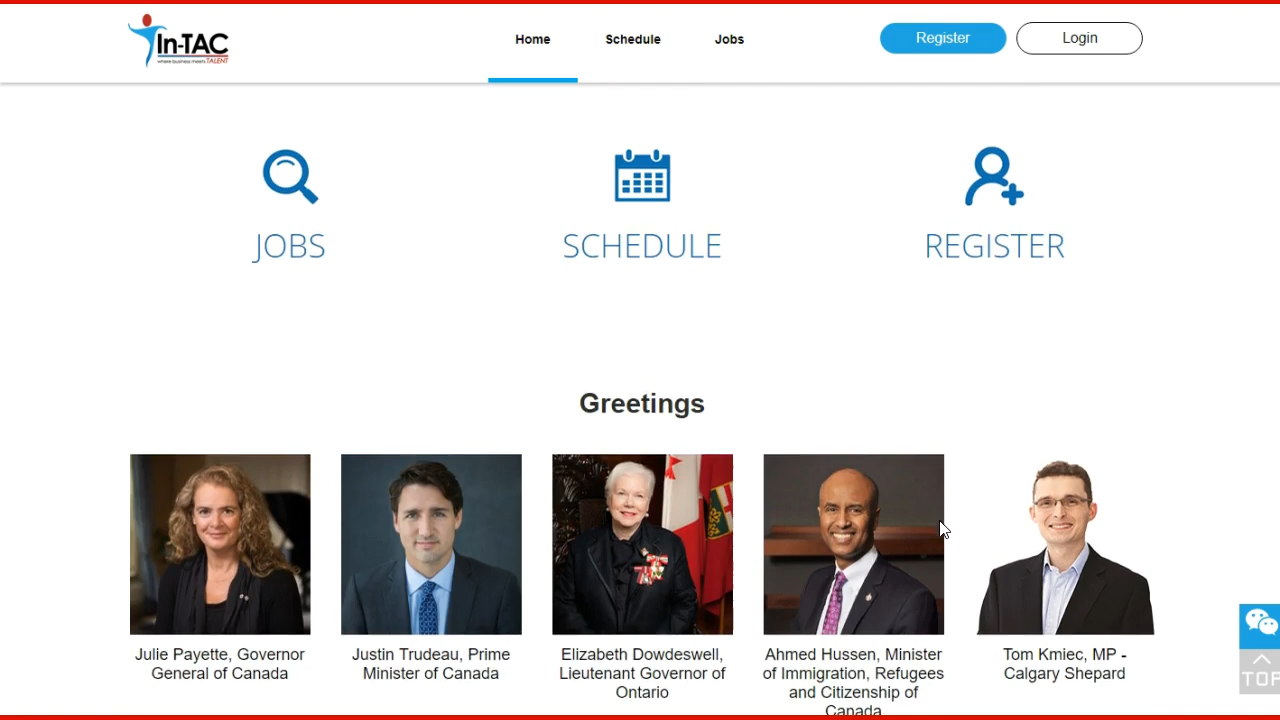 In-TAC
where business meets TALENT
Home
Schedule
Jobs
Register
Login
JOBS
SCHEDULE
REGISTER
Greetings
Julie Payette, Governor
General of Canada
Justin Trudeau, Prime
Minister of Canada
Elizabeth Dowdeswell,
Lieutenant Governor of
Ontario
Ahmed Hussen, Minister
of Immigration, Refugees
and Citizenship of
Canada
Tom Kmiec, MP -
Calgary Shepard
TOP